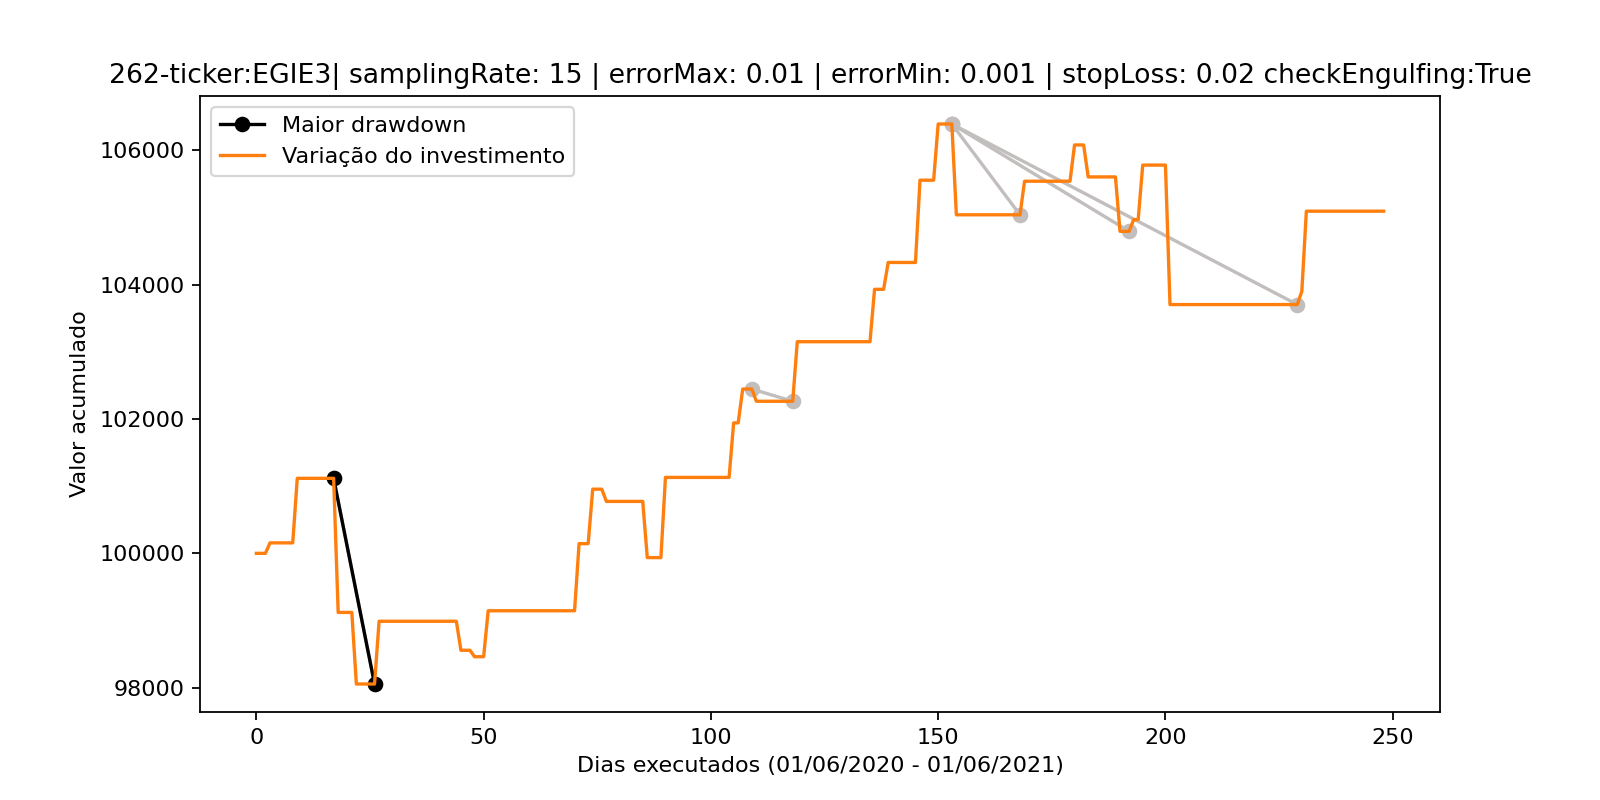 262-ticker:EGIE3| samplingRate: 15 | errorMax: 0.01 | errorMin: 0.001 | stopLoss: 0.02 checkEngulfing:True
Maior drawdown
Variação do investimento
Valor acumulado
106000
104000
102000
100000
98000
0
50
100
150
200
250
Dias executados (01/06/2020 - 01/06/2021)